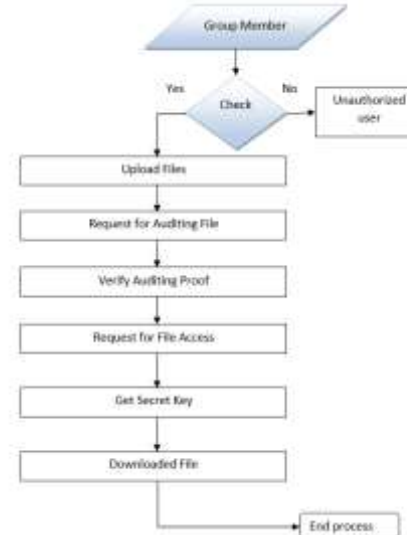 Group Member
Yes
No
Check
Unauthorized
user
Upload Files
Request for Auditing File
Verify Auditing Proof
Request for File Access
Get Secret Key
Downloaded File
End process